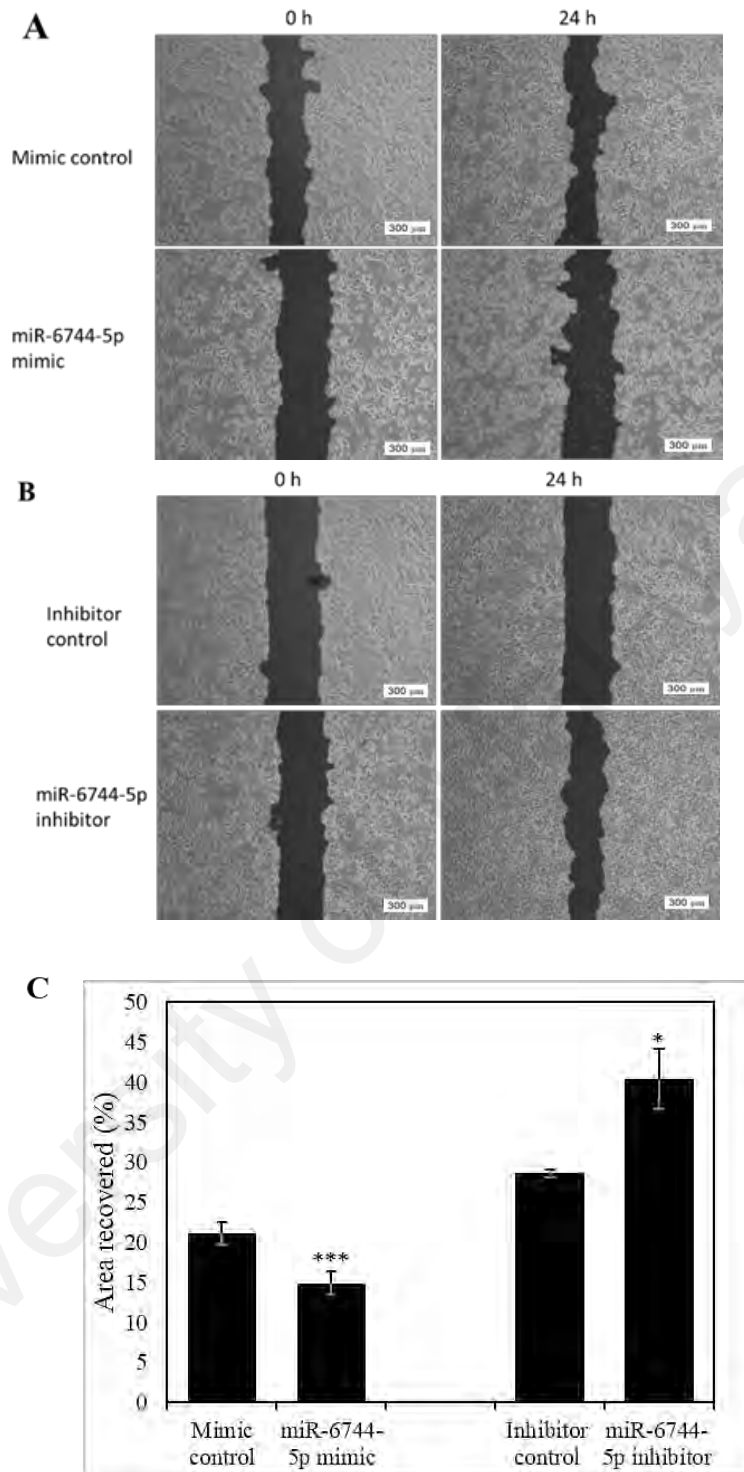 A
0 h
24 h
Mimic control
300 μm
300 μm
miR-6744-5p
mimic
300 μm
300 μm
B
0 h
24 h
Inhibitor
control
300 μm
300 μm
miR-6744-5p
inhibitor
300 μm
300 μm
C
Area recovered (%)
50
45
40
35
30
25
20
15
10
5
0
***
*
Mimic
control
miR-6744-
5p mimic
Inhibitor
control
miR-6744-
5p inhibitor